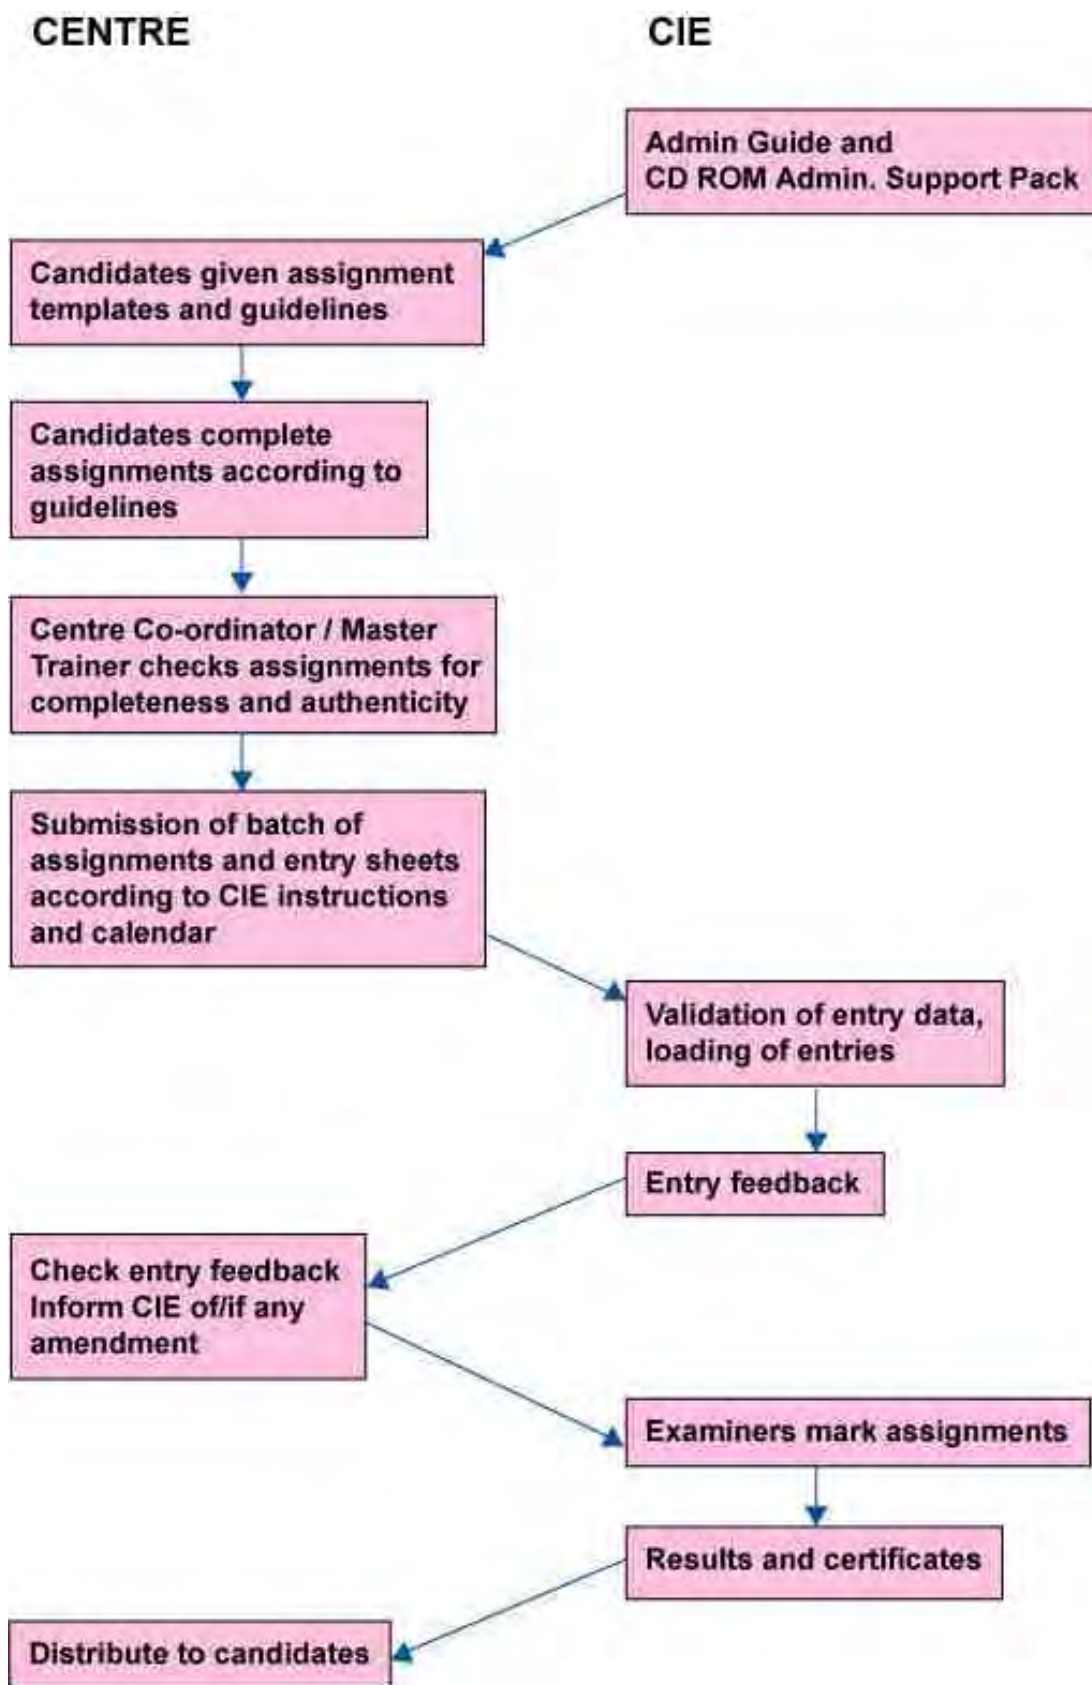 CENTRE
CIE
Admin Guide and
CD ROM Admin. Support Pack
Candidates given assignment
templates and guidelines
Candidates complete
assignments according to
guidelines
Centre Co-ordinator / Master
Trainer checks assignments for
completeness and authenticity
Submission of batch of
assignments and entry sheets
according to CIE instructions
and calendar
Validation of entry data,
loading of entries
Entry feedback
Check entry feedback
Inform CIE of/if any
amendment
Examiners mark assignments
Results and certificates
Distribute to candidates